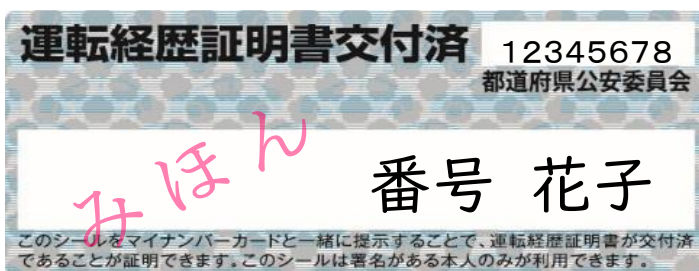 運転経歴証明書交付済
12345678
都道府県公安委員会
みほん
番号 花子
このシールをマイナンバーカードと一緒に提示することで、運転経歴証明書が交付済
であることが証明できます。このシールは署名がある本人のみが利用できます。